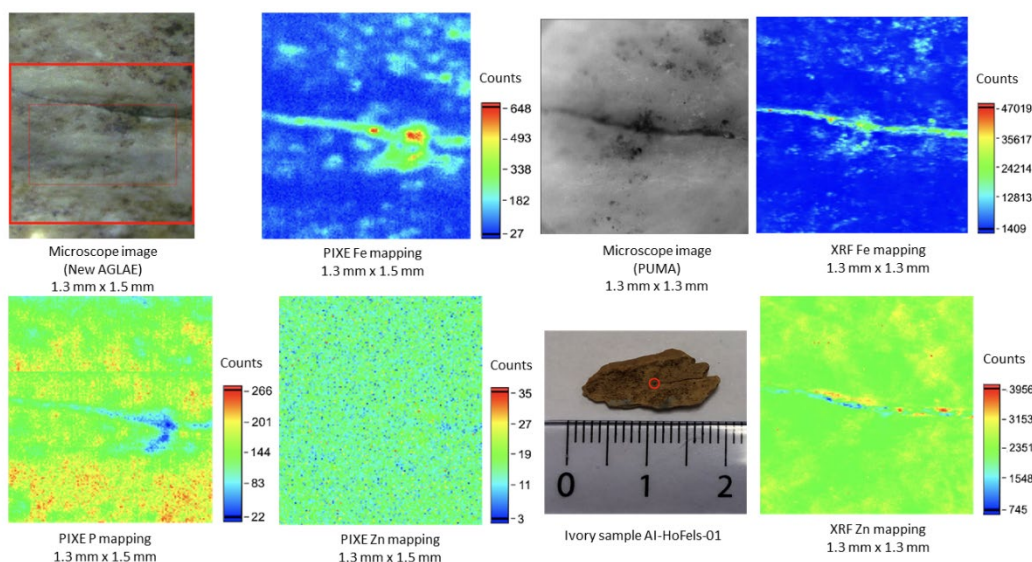 Counts
648
493
338
182
27
Counts
47019
35617
24214
12813
1409
Microscope image
(New AGLAE)
1.3 mm x 1.5 mm
PIXE Fe mapping
1.3 mm x 1.5 mm
Microscope image
(PUMA)
1.3 mm x 1.3 mm
XRF Fe mapping
1.3 mm x 1.3 mm
Counts
266
201
144
83
22
Counts
35
27
19
11
3
0 1 2
Counts
3956
3153
2351
1548
745
PIXE P mapping
1.3 mm x 1.5 mm
PIXE Zn mapping
1.3 mm x 1.5 mm
Ivory sample AI-HoFels-01
XRF Zn mapping
1.3 mm x 1.3 mm